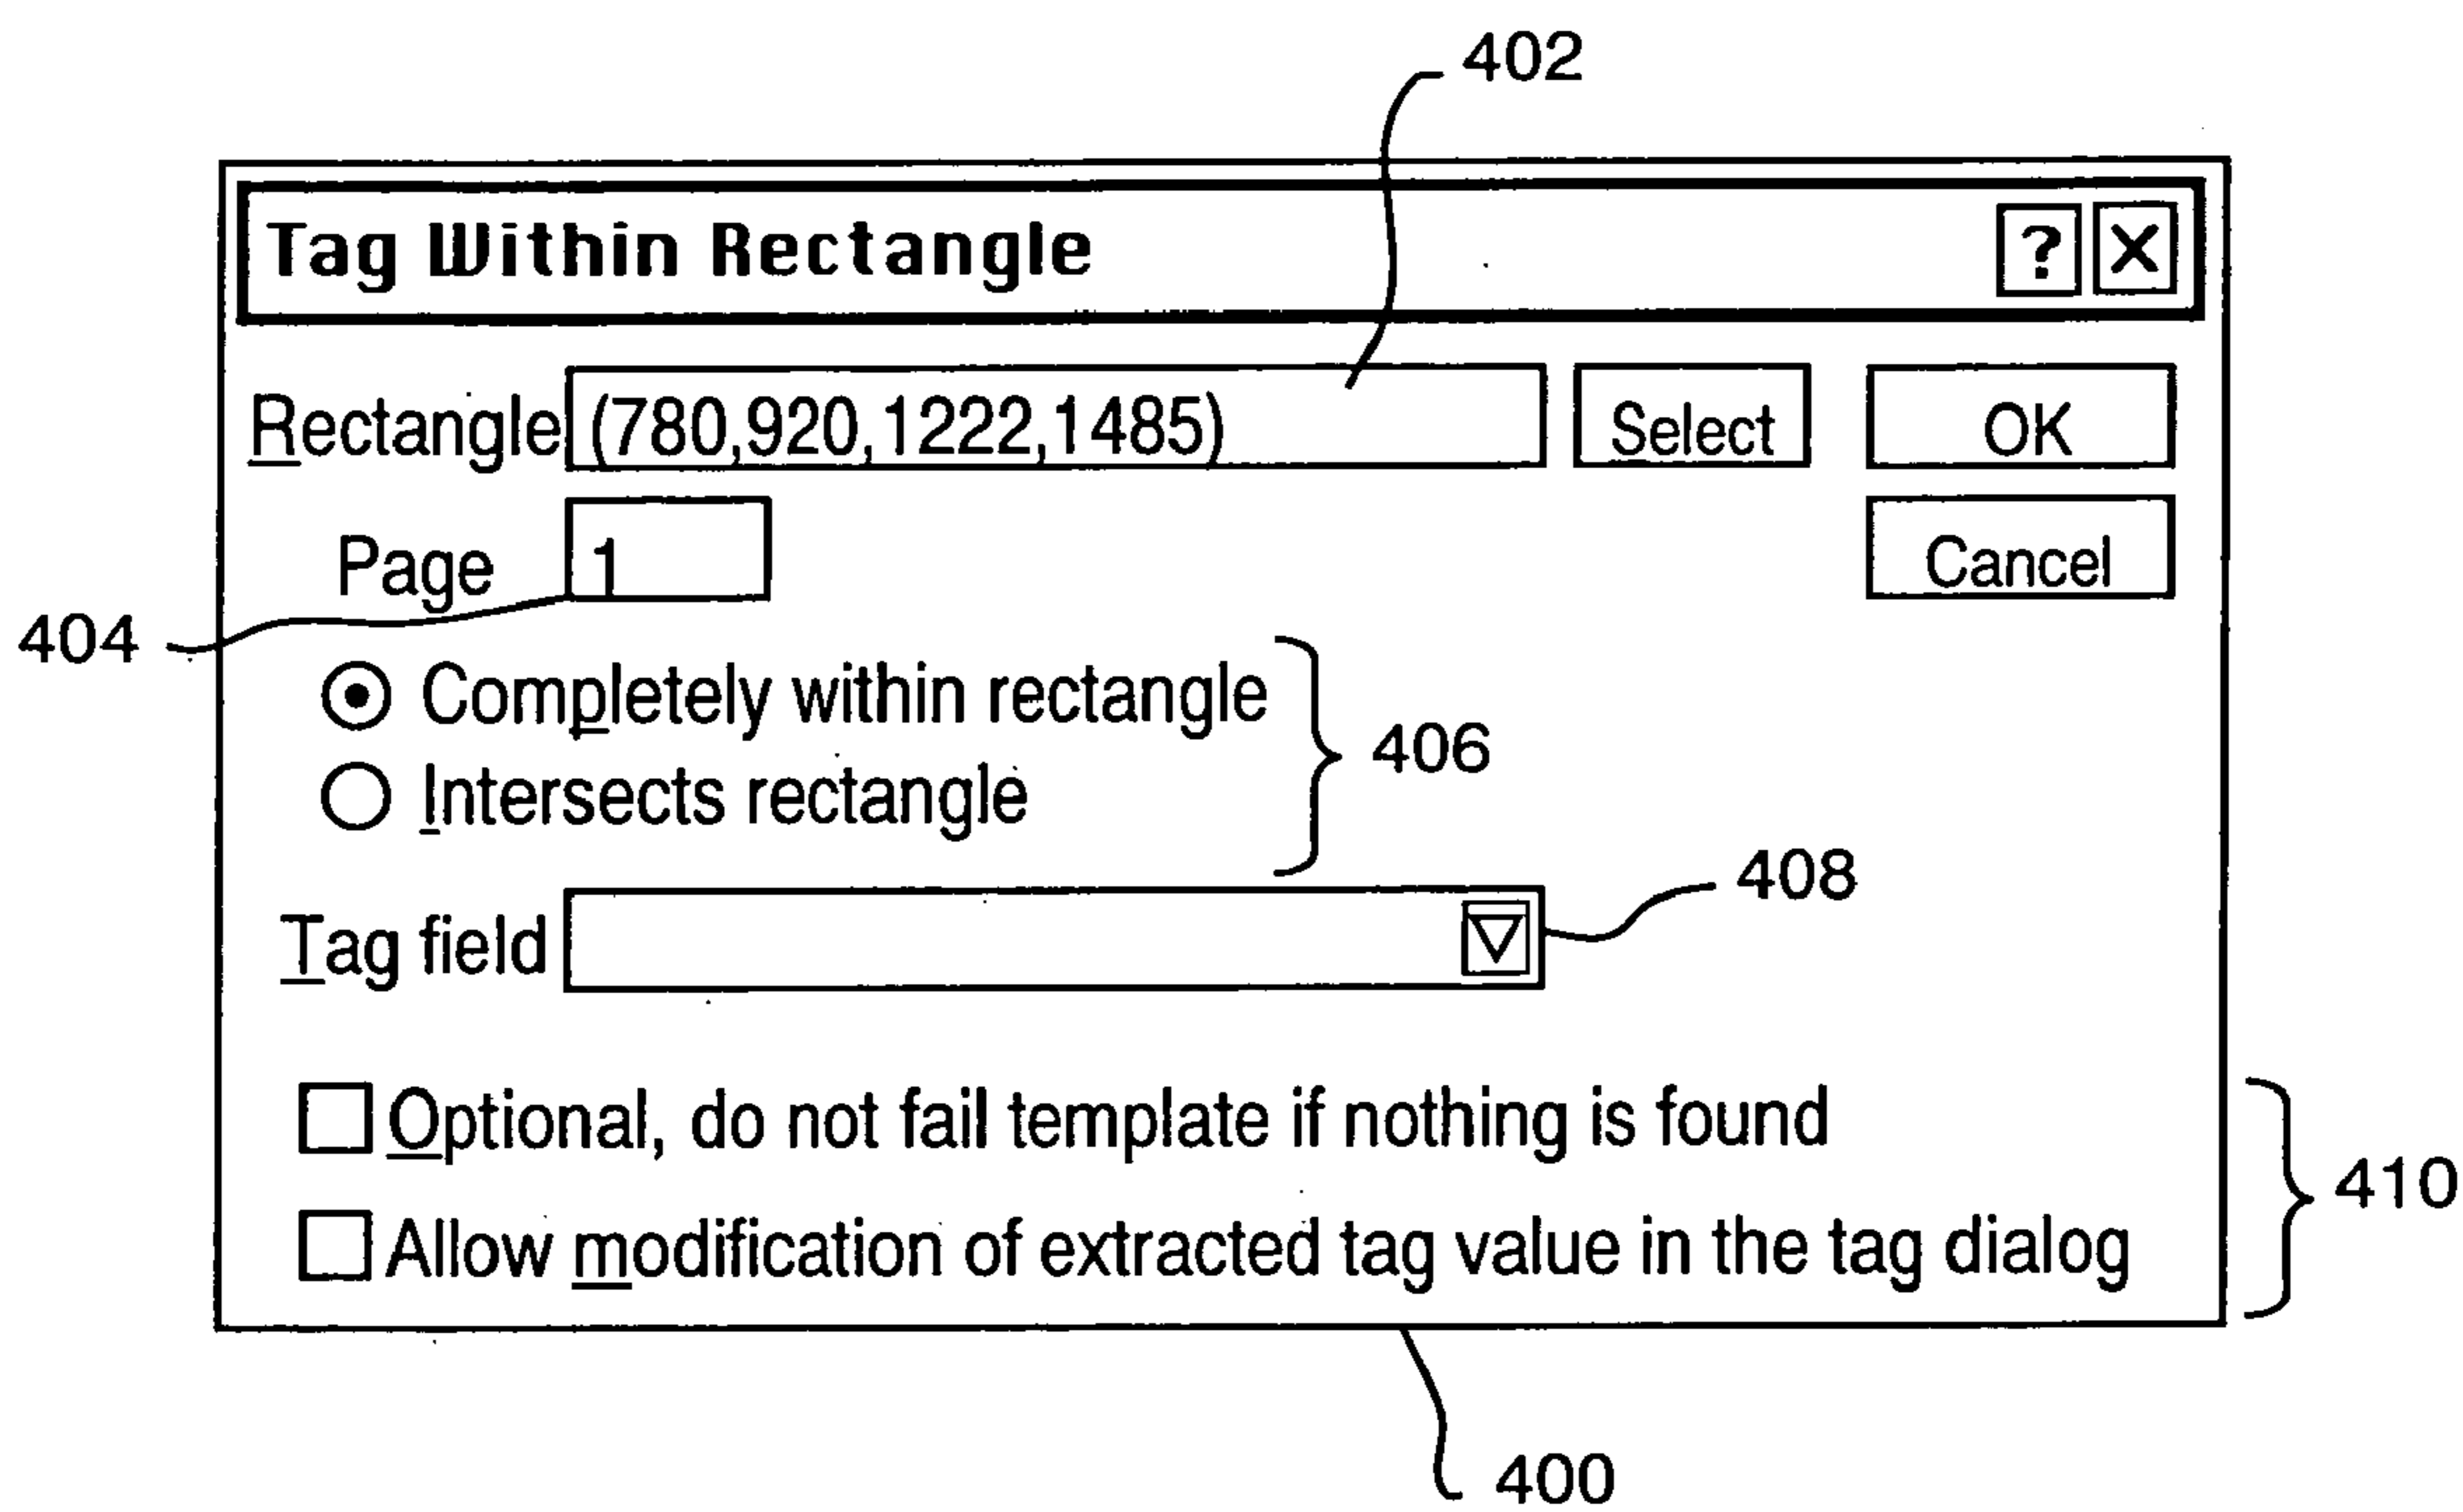 402
Tag Within Rectangle ? X
Rectangle (780,920,1222,1485) Select OK
Page 1 Cancel
404
Completely within rectangle
406
Intersects rectangle
408
Tag field
Optional, do not fail template if nothing is found
410
Allow modification of extracted tag value in the tag dialog
400